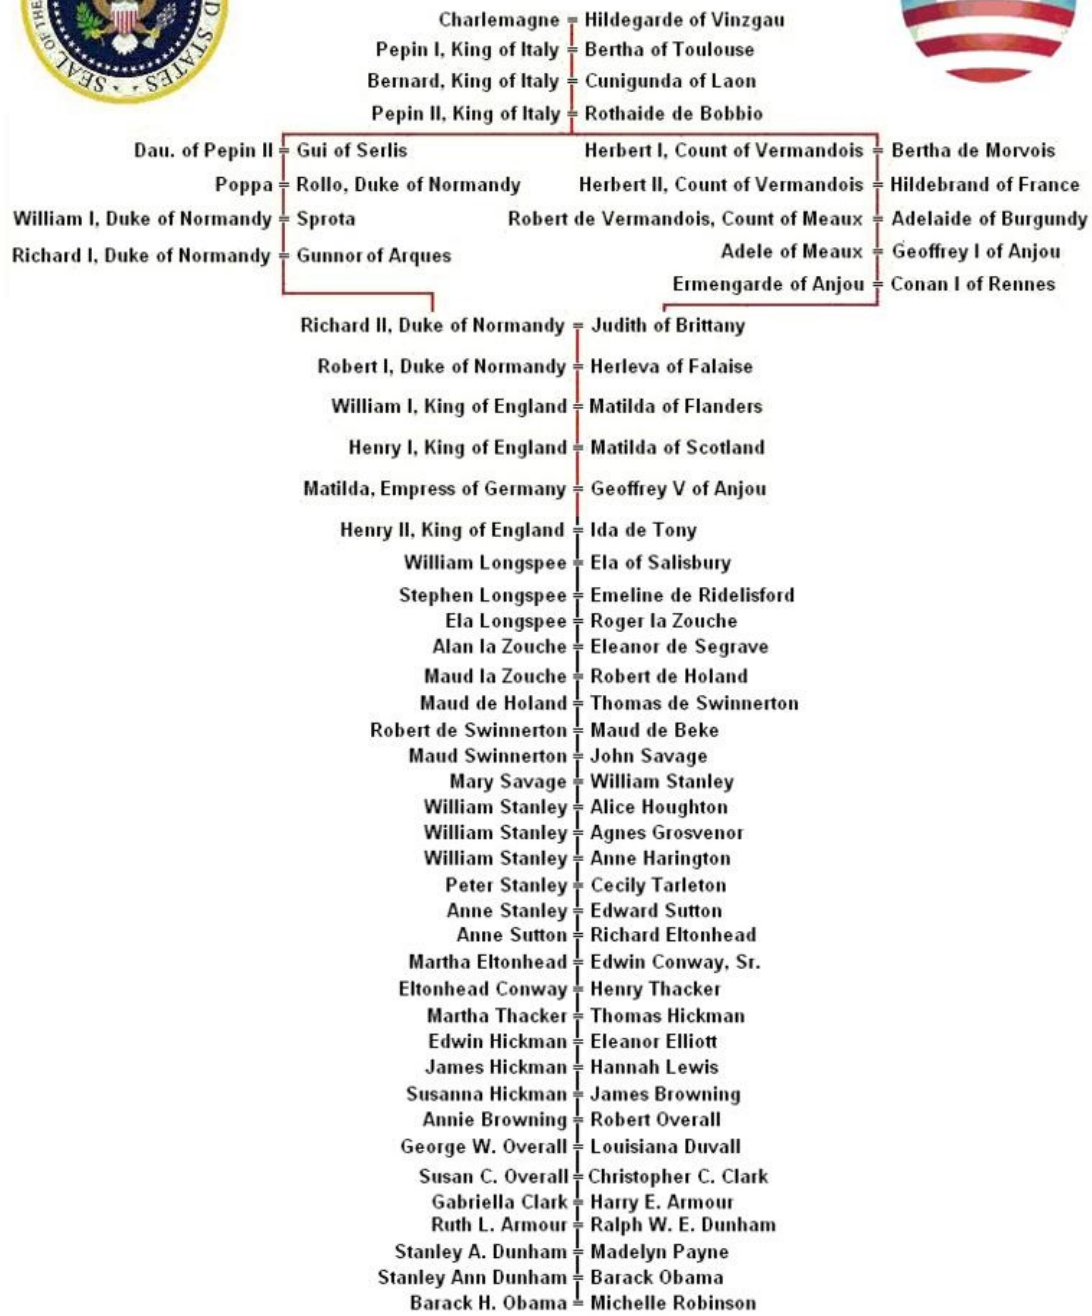 SEAL OF THE
D STATES
Charlemagne = Hildegarde of Vinzgau
Pepin I, King of Italy = Bertha of Toulouse
Bernard, King of Italy = Cunigunda of Laon
Pepin II, King of Italy = Rothaide de Bobbio
Dau. of Pepin II = Gui of Serlis
Herbert I, Count of Vermandois = Bertha de Morvois
Poppa = Rollo, Duke of Normandy
Herbert II, Count of Vermandois = Hildebrand of France
William I, Duke of Normandy = Sprota
Robert de Vermandois, Count of Meaux = Adelaide of Burgundy
Richard I, Duke of Normandy = Gunnor of Arques
Adele of Meaux = Geoffrey I of Anjou
Ermengarde of Anjou = Conan I of Rennes
Richard II, Duke of Normandy = Judith of Brittany
Robert I, Duke of Normandy = Herleva of Falaise
William I, King of England = Matilda of Flanders
Henry I, King of England = Matilda of Scotland
Matilda, Empress of Germany = Geoffrey V of Anjou
Henry II, King of England = Ida de Tony
William Longspee = Ela of Salisbury
Stephen Longspee = Emeline de Ridelisford
Ela Longspee = Roger la Zouche
Alan la Zouche = Eleanor de Segrave
Maud la Zouche = Robert de Holand
Maud de Holand = Thomas de Swinnerton
Robert de Swinnerton = Maud de Beke
Maud Swinnerton = John Savage
Mary Savage = William Stanley
William Stanley = Alice Houghton
William Stanley = Agnes Grosvenor
William Stanley = Anne Harington
Peter Stanley = Cecily Tarleton
Anne Stanley = Edward Sutton
Anne Sutton = Richard Eltonhead
Martha Eltonhead = Edwin Conway, Sr.
Eltonhead Conway = Henry Thacker
Martha Thacker = Thomas Hickman
Edwin Hickman = Eleanor Elliott
James Hickman = Hannah Lewis
Susanna Hickman = James Browning
Annie Browning = Robert Overall
George W. Overall = Louisiana Duvall
Susan C. Overall = Christopher C. Clark
Gabriella Clark = Harry E. Armour
Ruth L. Armour = Ralph W. E. Dunham
Stanley A. Dunham = Madelyn Payne
Stanley Ann Dunham = Barack Obama
Barack H. Obama = Michelle Robinson